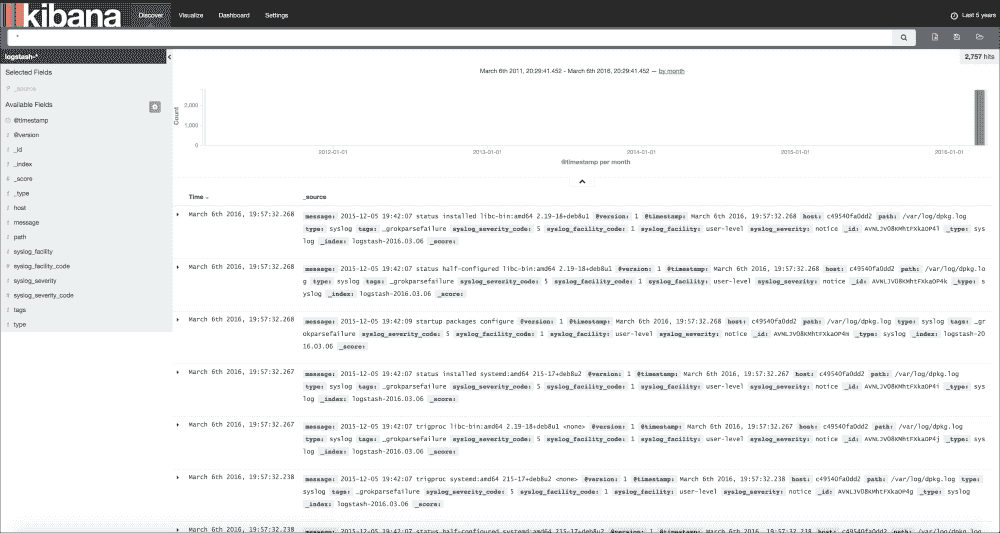 kibana
Discover Visualize Dashboard Settings
Last 5 years
*
logstash-*
2,757 hits
Selected Fields
? _source
Available Fields
@timestamp
t @version
t _id
t _index
# _score
t _type
t host
t message
t path
t syslog_facility
# syslog_facility_code
t syslog_severity
# syslog_severity_code
t tags
t type
March 6th 2011, 20:29:41.452 - March 6th 2016, 20:29:41.452 — by month
Count
2,000
1,000
0
2012-01-01 2013-01-01 2014-01-01 2015-01-01 2016-01-01
@timestamp per month
Time _source
March 6th 2016, 19:57:32.268 message: 2015-12-05 19:42:07 status installed libc-bin:amd64 2.19-18+deb8u1 @version: 1 @timestamp: March 6th 2016, 19:57:32.268 host: c49540fa0dd2 path: /var/log/dpkg.log
type: syslog tags: _grokparsefailure syslog_severity_code: 5 syslog_facility_code: 1 syslog_facility: user-level syslog_severity: notice _id: AVNLJVO8KMhtFXkaOP4l _type: sys
log _index: logstash-2016.03.06 _score:
March 6th 2016, 19:57:32.268 message: 2015-12-05 19:42:07 status half-configured libc-bin:amd64 2.19-18+deb8u1 @version: 1 @timestamp: March 6th 2016, 19:57:32.268 host: c49540fa0dd2 path: /var/log/dpkg.lo
g type: syslog tags: _grokparsefailure syslog_severity_code: 5 syslog_facility_code: 1 syslog_facility: user-level syslog_severity: notice _id: AVNLJVO8KMhtFXkaOP4k _type: s
yslog _index: logstash-2016.03.06 _score:
March 6th 2016, 19:57:32.268 message: 2015-12-05 19:42:09 startup packages configure @version: 1 @timestamp: March 6th 2016, 19:57:32.268 host: c49540fa0dd2 path: /var/log/dpkg.log type: syslog tags: _gr
okparsefailure syslog_severity_code: 5 syslog_facility_code: 1 syslog_facility: user-level syslog_severity: notice _id: AVNLJVO8KMhtFXkaOP4m _type: syslog _index: logstash-20
16.03.06 _score:
March 6th 2016, 19:57:32.267 message: 2015-12-05 19:42:07 status installed systemd:amd64 215-17+deb8u2 @version: 1 @timestamp: March 6th 2016, 19:57:32.267 host: c49540fa0dd2 path: /var/log/dpkg.log
type: syslog tags: _grokparsefailure syslog_severity_code: 5 syslog_facility_code: 1 syslog_facility: user-level syslog_severity: notice _id: AVNLJVO8KMhtFXkaOP4i _type: sys
log _index: logstash-2016.03.06 _score:
March 6th 2016, 19:57:32.267 message: 2015-12-05 19:42:07 trigproc libc-bin:amd64 2.19-18+deb8u1 <none> @version: 1 @timestamp: March 6th 2016, 19:57:32.267 host: c49540fa0dd2 path: /var/log/dpkg.log
type: syslog tags: _grokparsefailure syslog_severity_code: 5 syslog_facility_code: 1 syslog_facility: user-level syslog_severity: notice _id: AVNLJVO8KMhtFXkaOP4j _type: sys
log _index: logstash-2016.03.06 _score:
March 6th 2016, 19:57:32.238 message: 2015-12-05 19:42:07 trigproc systemd:amd64 215-17+deb8u2 <none> @version: 1 @timestamp: March 6th 2016, 19:57:32.238 host: c49540fa0dd2 path: /var/log/dpkg.log type:
syslog tags: _grokparsefailure syslog_severity_code: 5 syslog_facility_code: 1 syslog_facility: user-level syslog_severity: notice _id: AVNLJVO8KMhtFXkaOP4g _type: syslog
_index: logstash-2016.03.06 _score:
March 6th 2016, 19:57:32.238 message: 2015-12-05 19:42:07 status half-configured systemd:amd64 215-17+deb8u2 @version: 1 @timestamp: March 6th 2016, 19:57:32.238 host: c49540fa0dd2 path: /var/log/dpkg.log